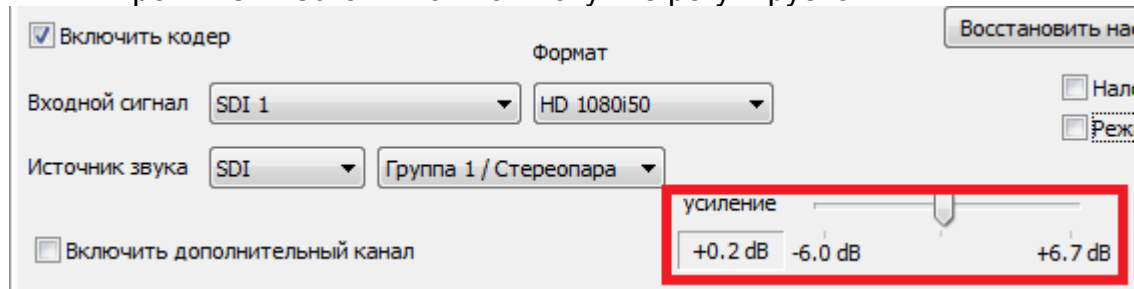 Включить кодер
Восстановить
Формат
Входной сигнал SDI 1 HD 1080i50
Источник звука SDI Группа 1 / Стереопара
усиление
Включить дополнительный канал
+0.2 dB -6.0 dB +6.7 dB